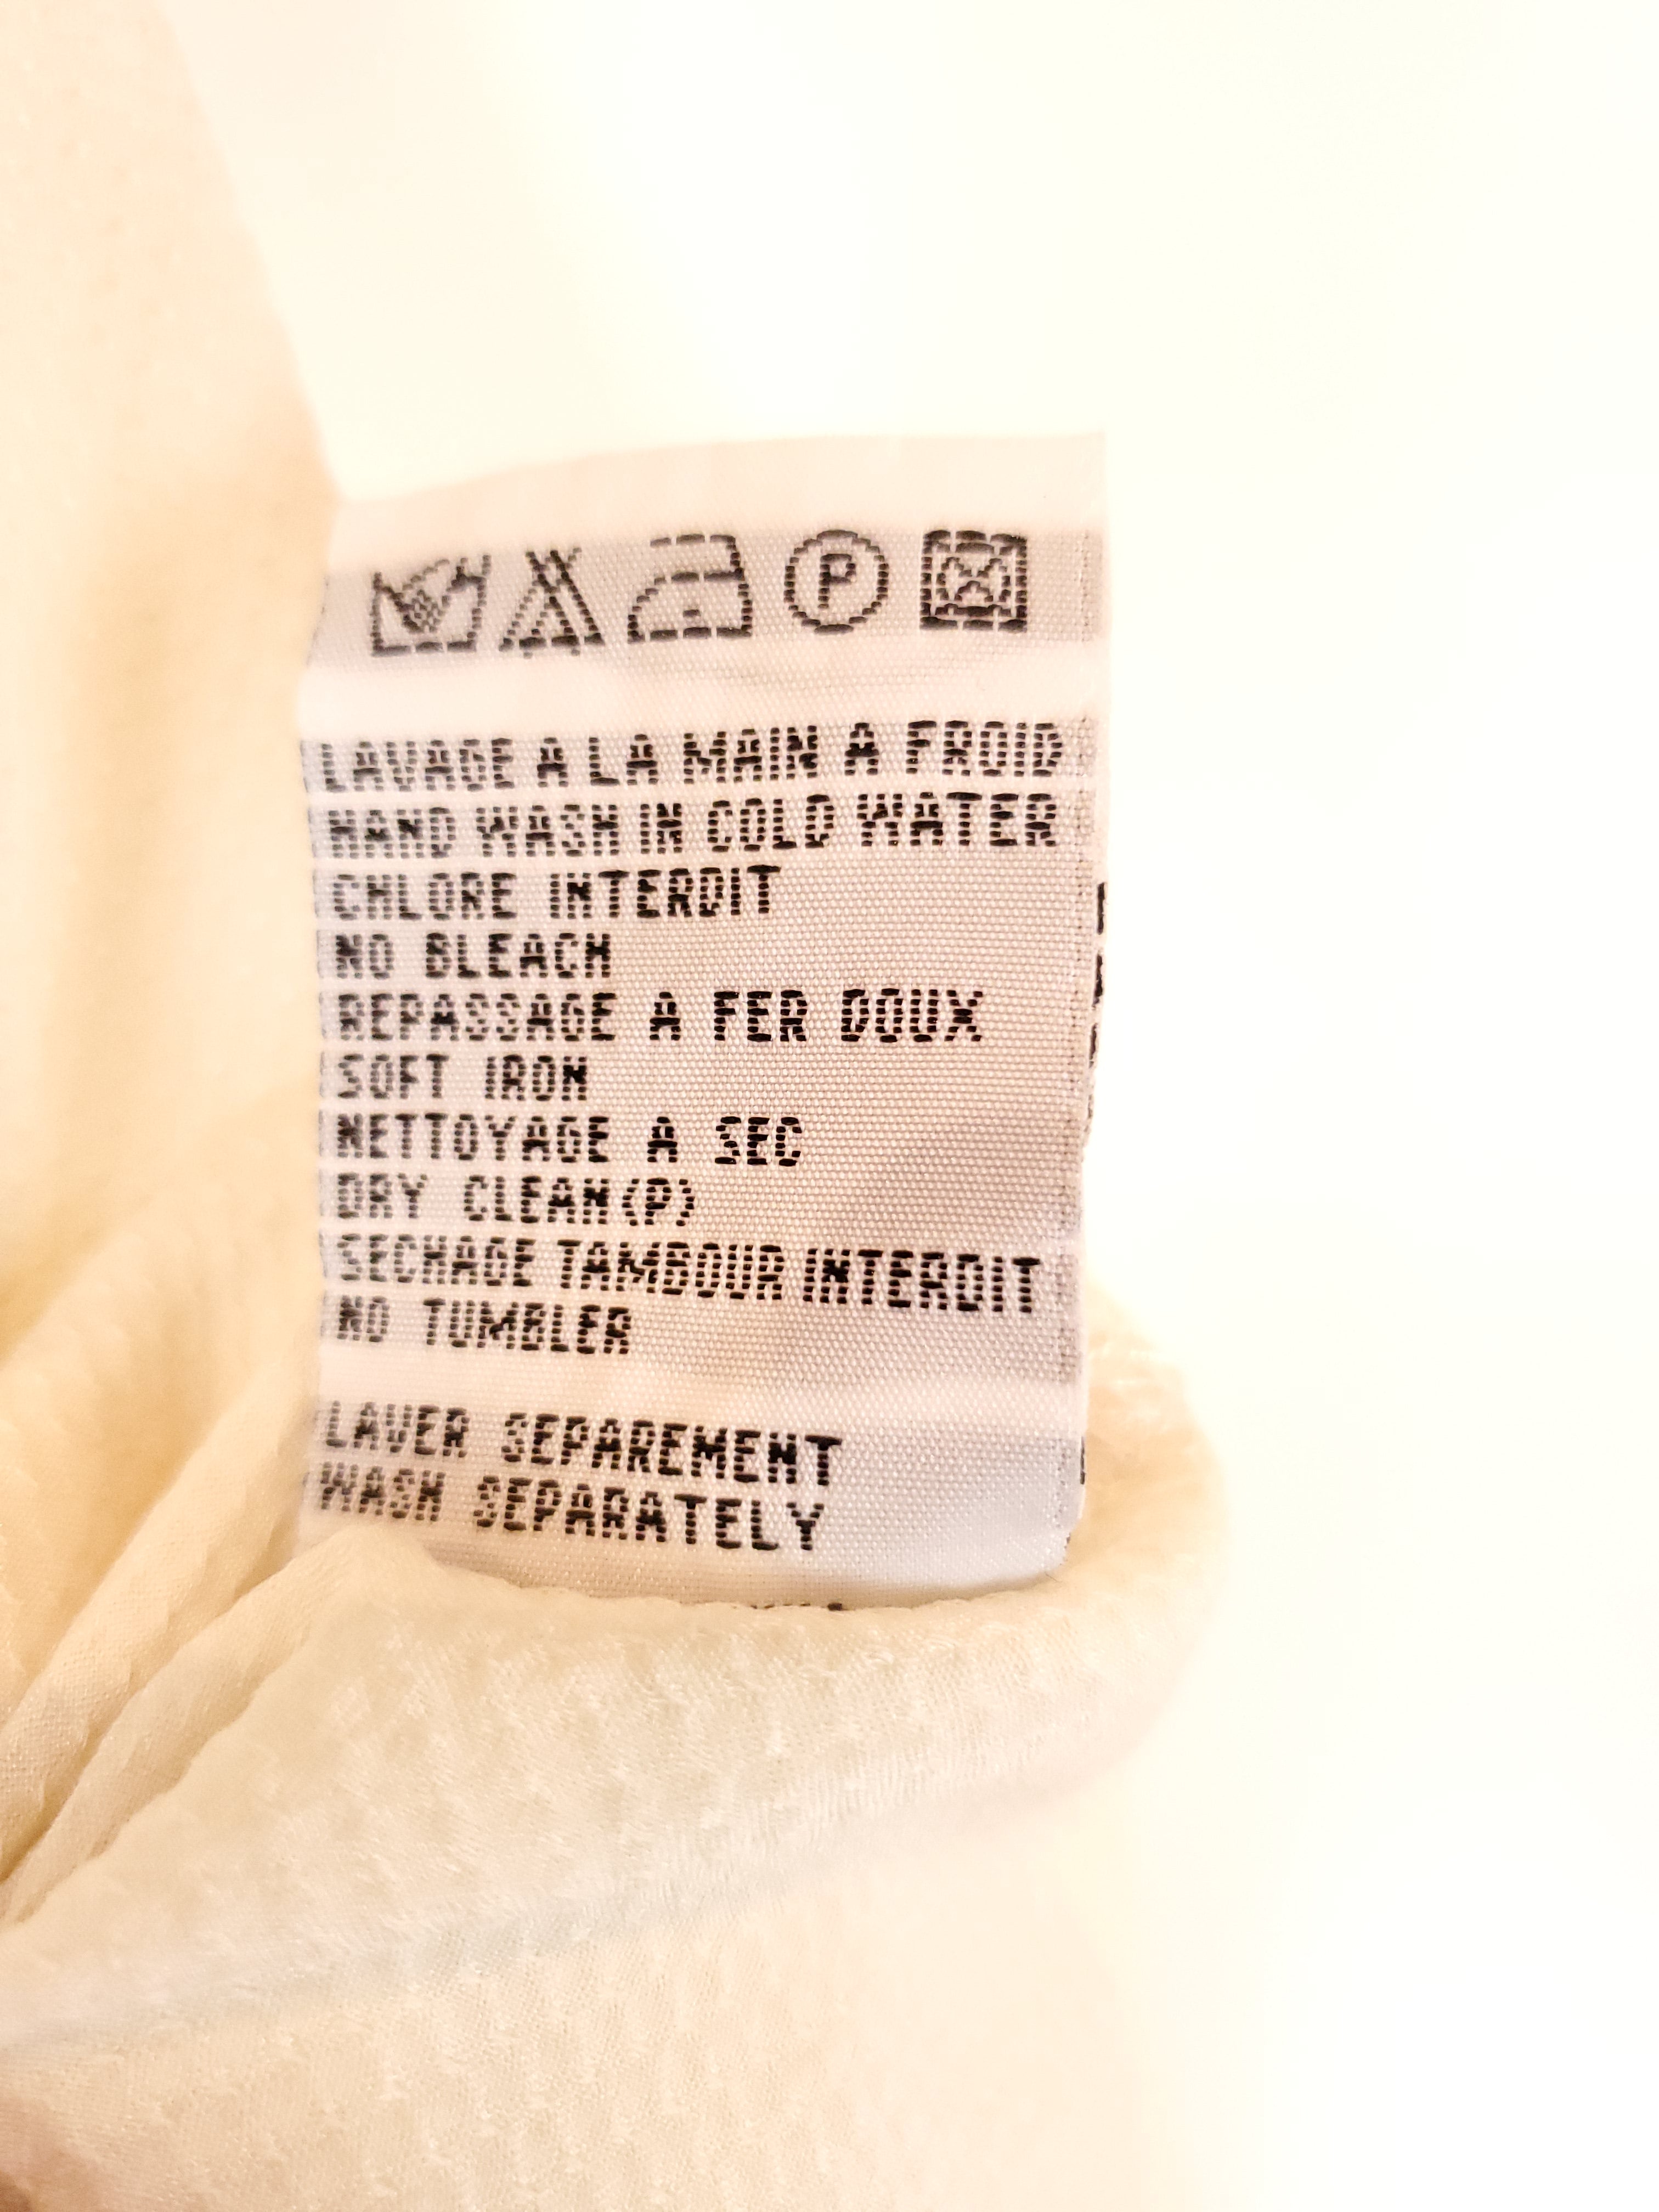 P
LAVAGE A LA MAIN A FROID
HAND WASH IN COLD WATER
CHLORE INTERDIT
NO BLEACH
REPASSAGE A FER DOUX
SOFT IRON
NETTOYAGE A SEC
DRY CLEAN(P)
SECHAGE TAMBOUR INTERDIT
NO TUMBLER
LAVER SEPAREMENT
WASH SEPARATELY